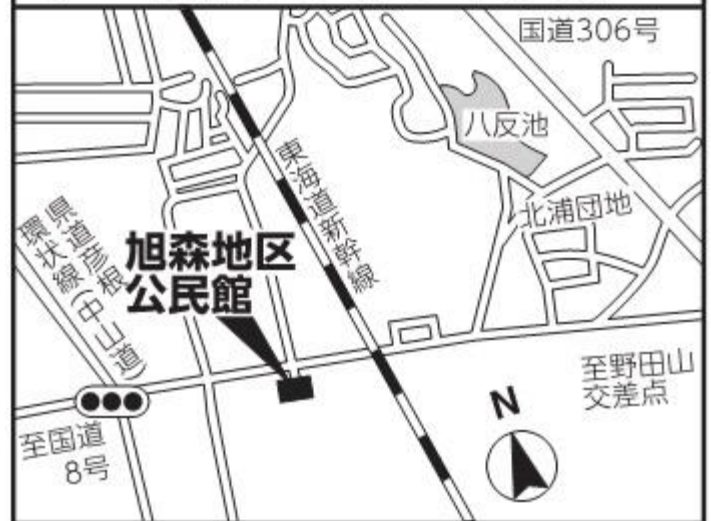 国道306号
八反池
東海道新幹線
北浦団地
県道彦根
環状線(中山道)
旭森地区
公民館
至野田山
交差点
N
至国道
8号